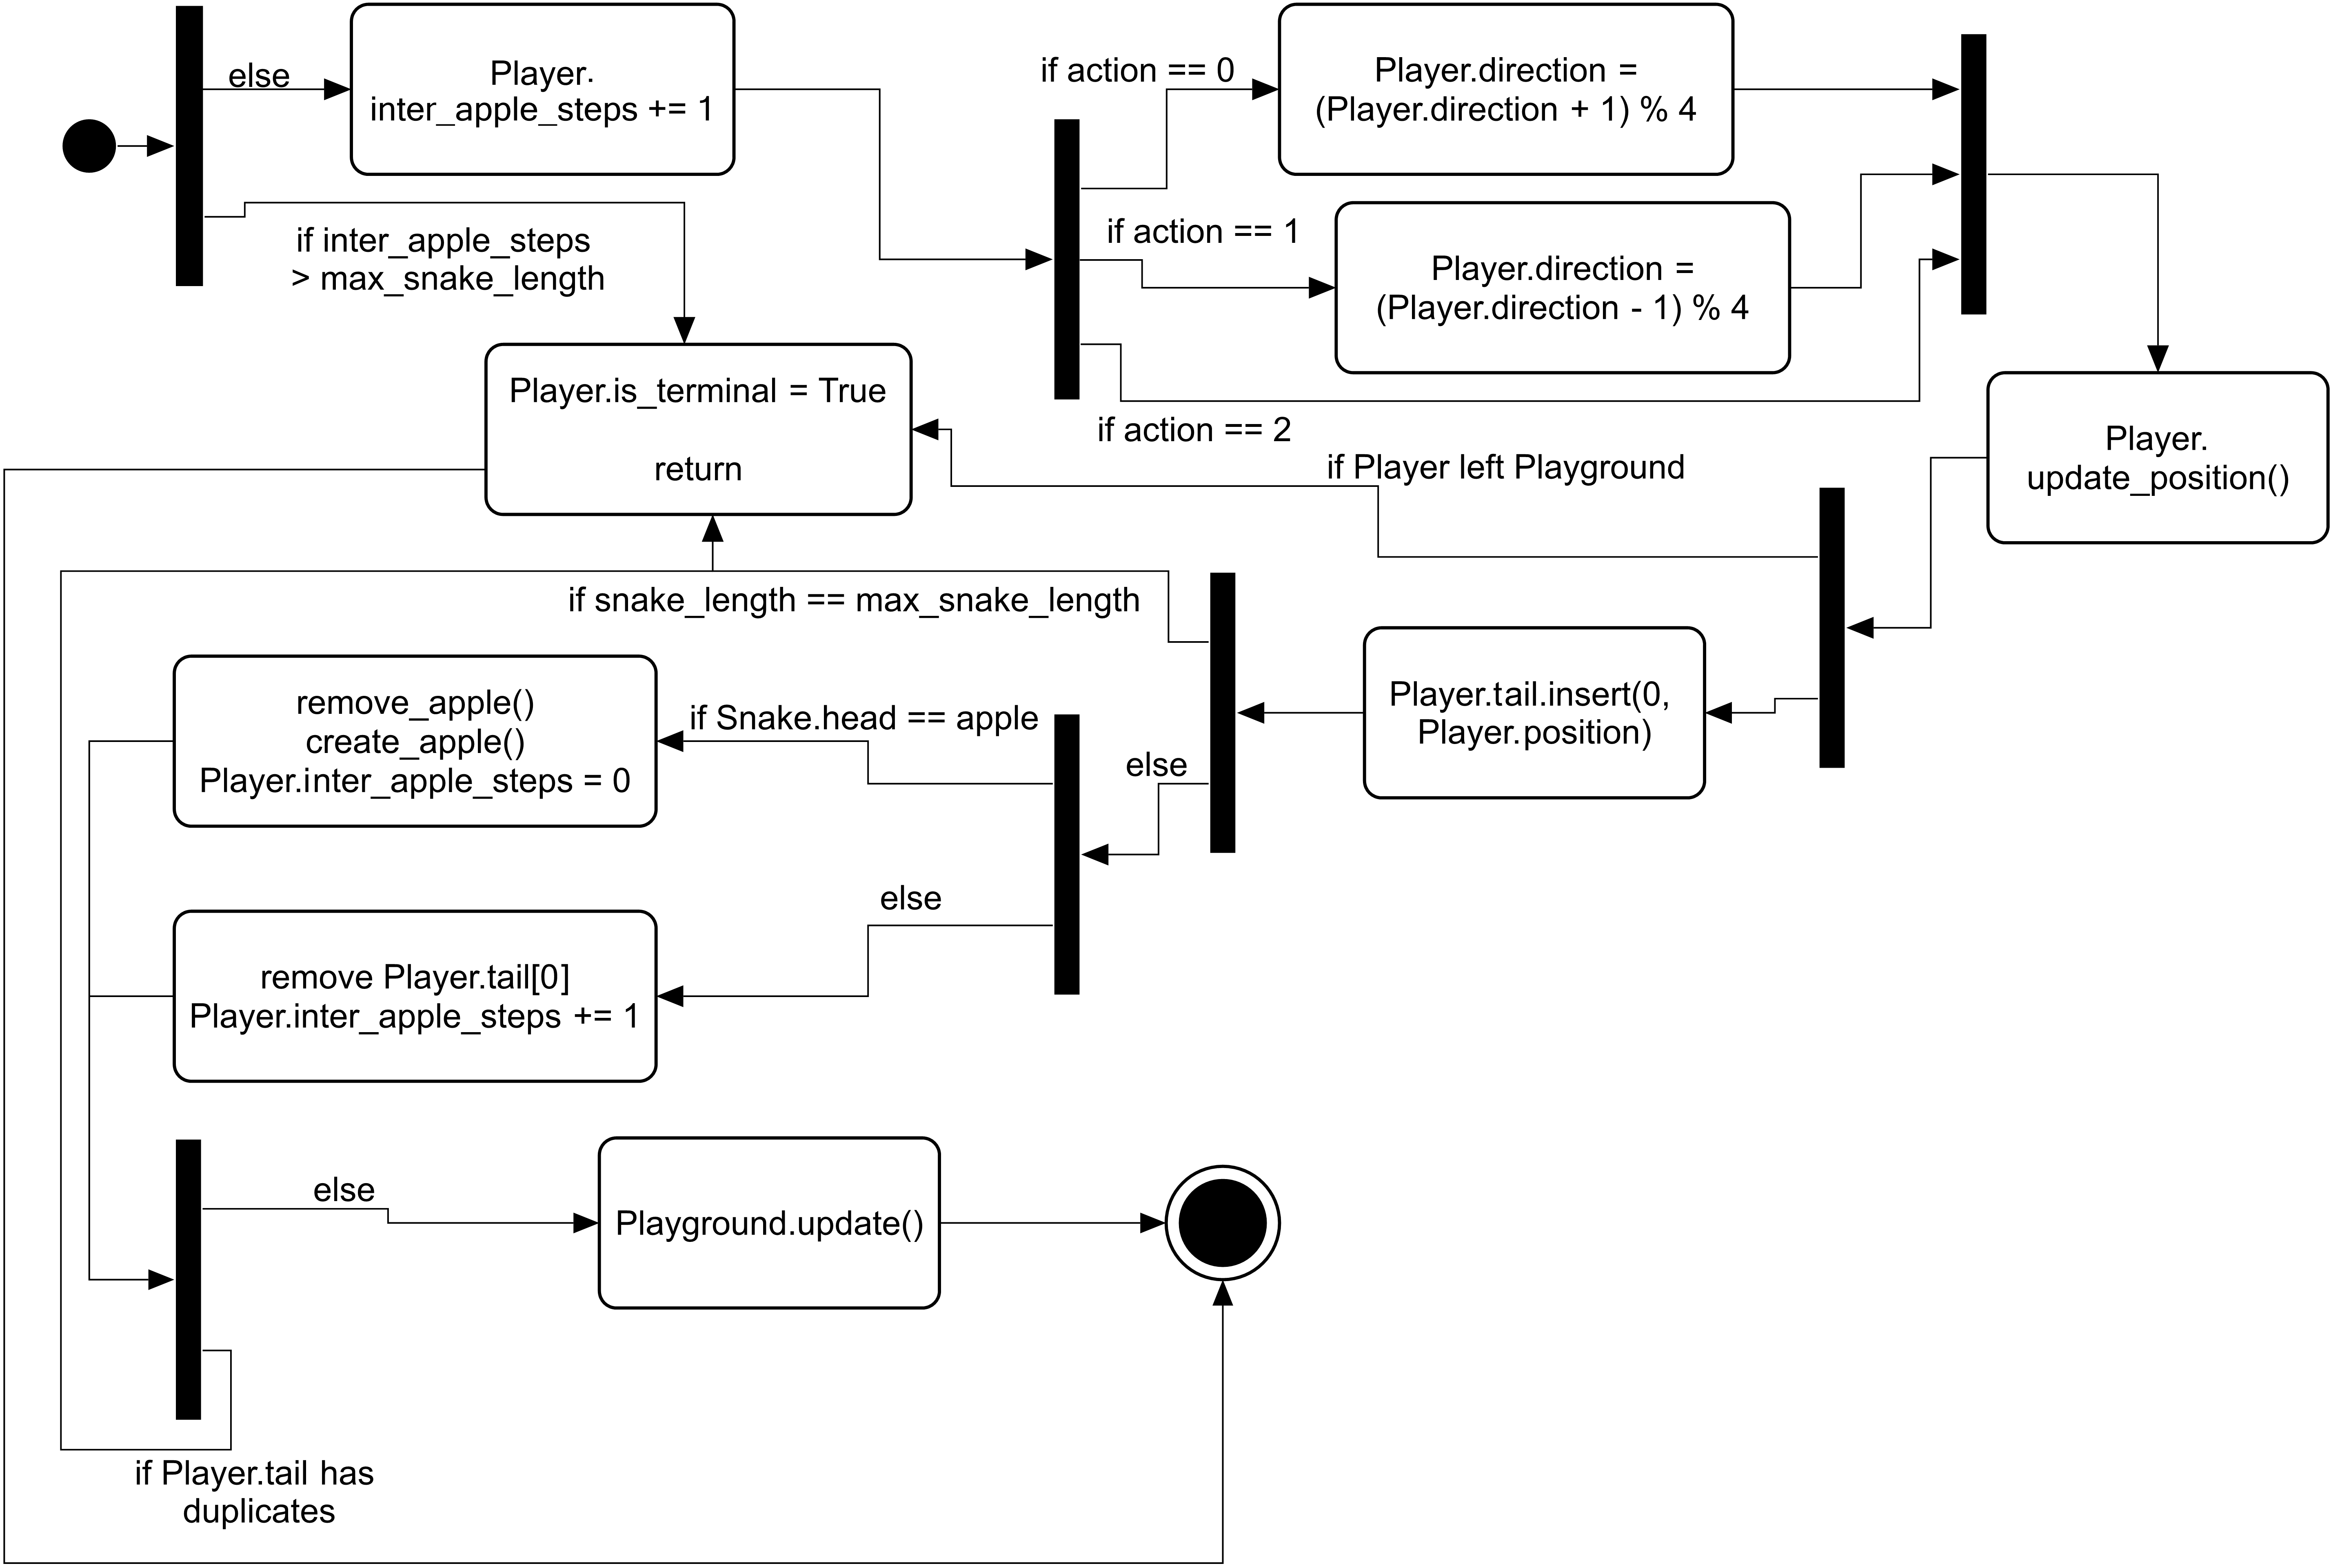 else
Player.
inter_apple_steps += 1
if inter_apple_steps
> max_snake_length
if action == 0
Player.direction =
(Player.direction + 1) % 4
if action == 1
Player.direction =
(Player.direction - 1) % 4
if action == 2
Player.
update_position()
Player.is_terminal = True
return
if Player left Playground
if snake_length == max_snake_length
Player.tail.insert(0,
Player.position)
else
if Snake.head == apple
remove_apple()
create_apple()
Player.inter_apple_steps = 0
else
remove Player.tail[0]
Player.inter_apple_steps += 1
else
Playground.update()
if Player.tail has
duplicates